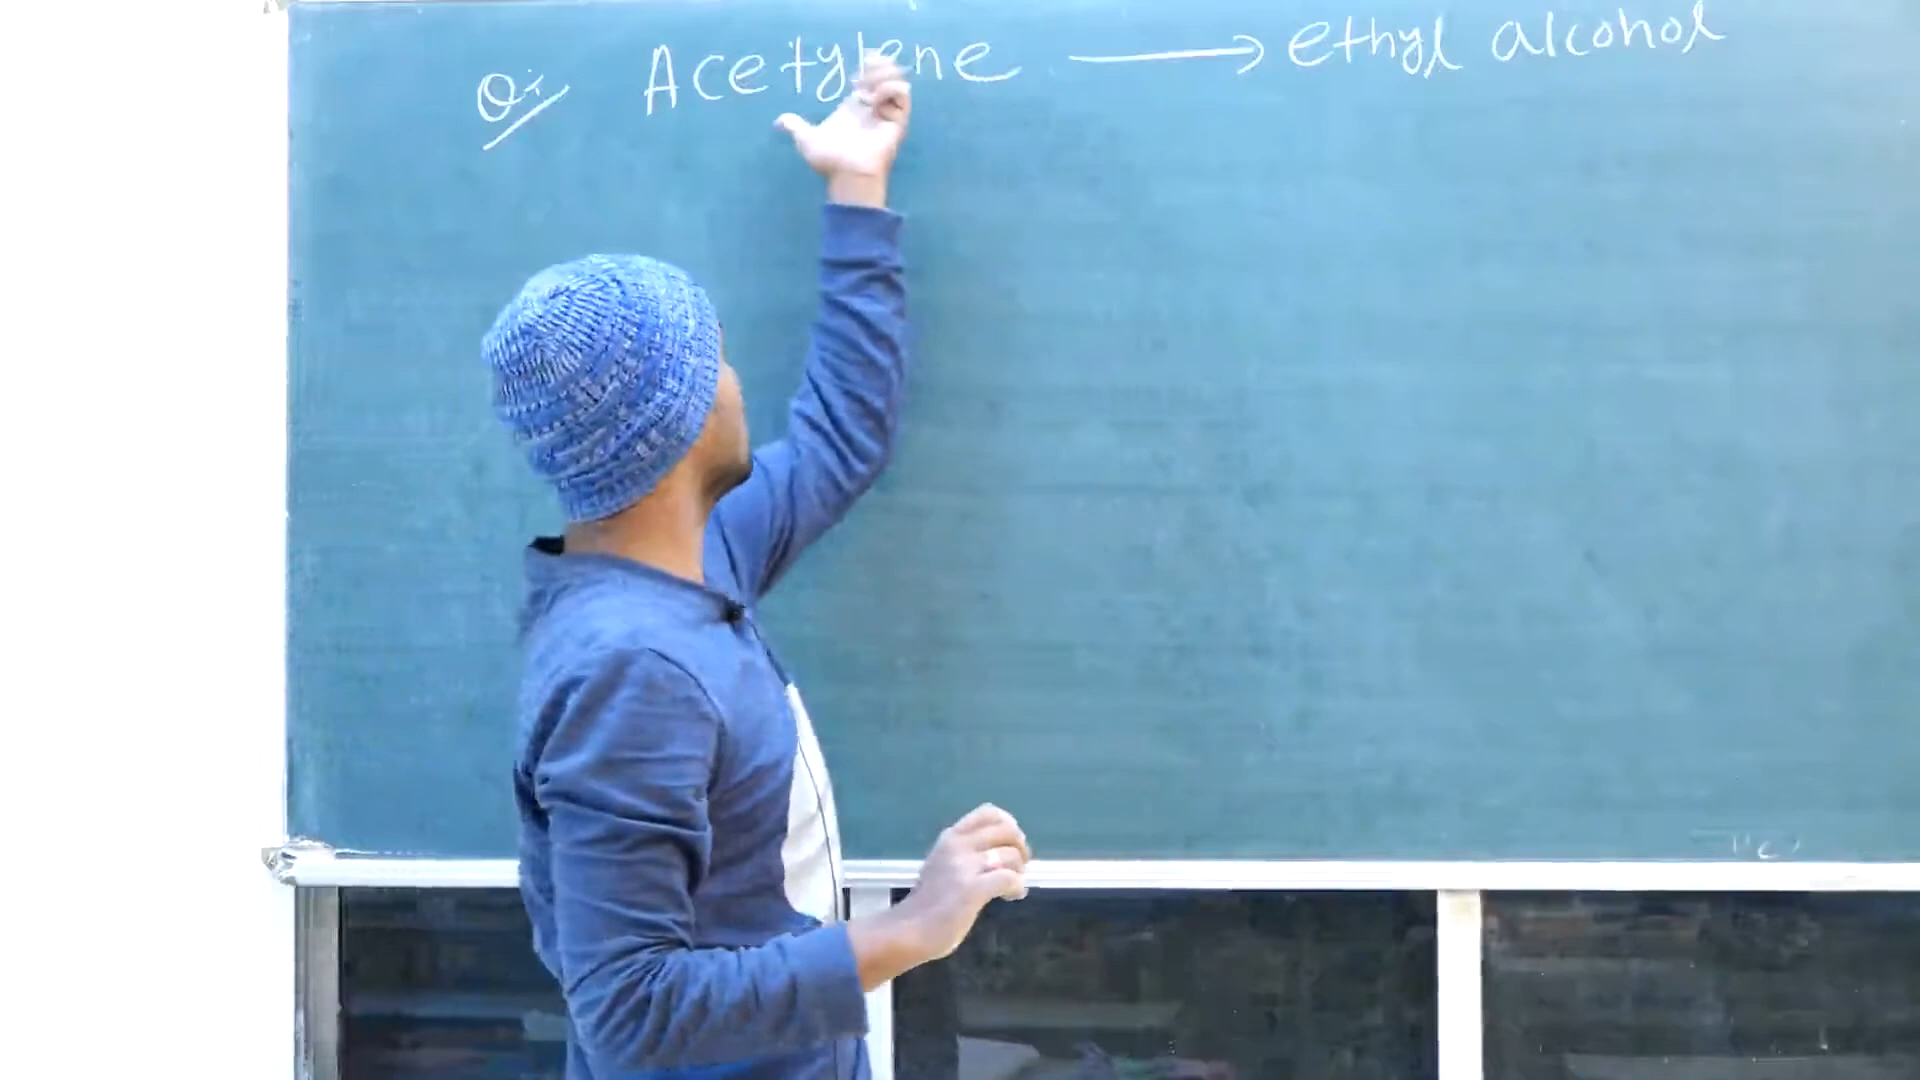 Q:- Acetylene → ethyl alcohol